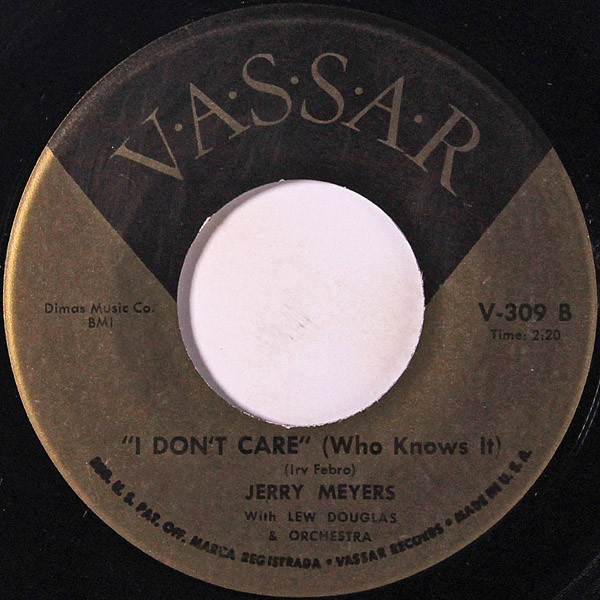 V·A·S·S·A·R
Dimas Music Co.
BMI
V-309 B
Time: 2:20
"I DON'T CARE" (Who Knows It)
(Irv Febro)
JERRY MEYERS
With LEW DOUGLAS
& ORCHESTRA
REG. U. S. PAT. OFF. MARCA REGISTRADA • VASSAR RECORDS • MADE IN U. S. A.